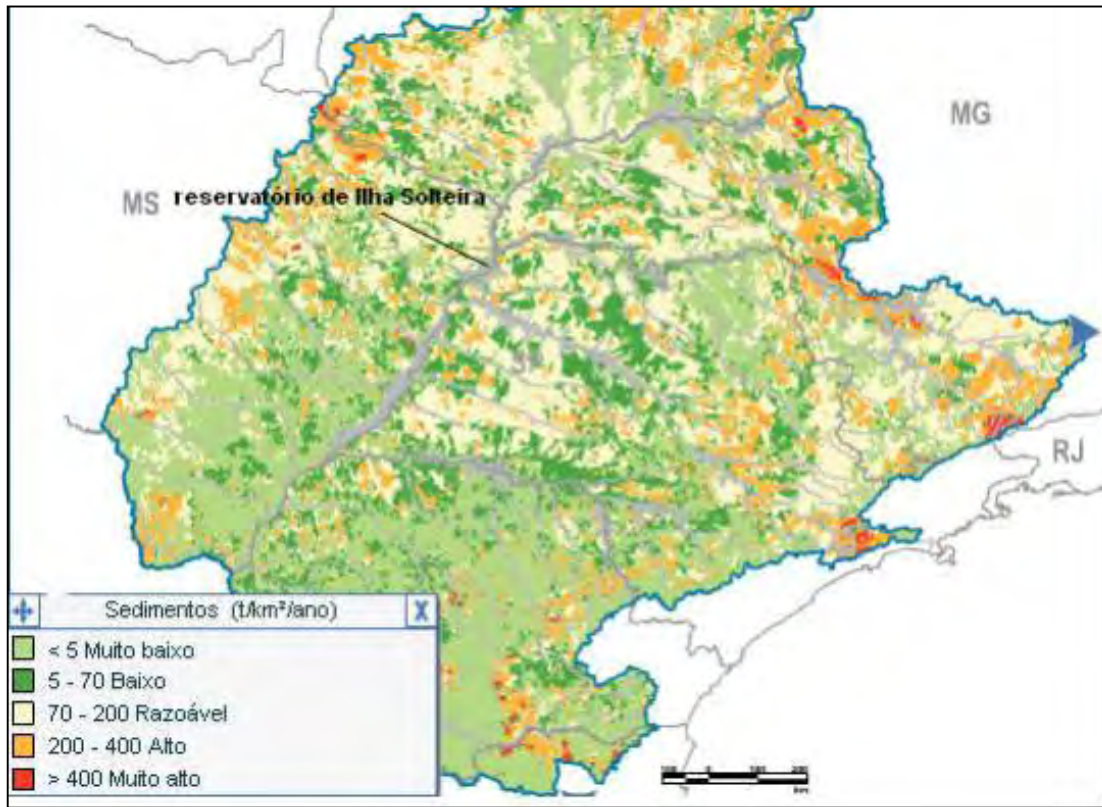 MG
MS
reservatório de Ilha Solteira
RJ
Sedimentos (t/km²/ano)
X
< 5 Muito baixo
5 - 70 Baixo
70 - 200 Razoável
200 - 400 Alto
> 400 Muito alto